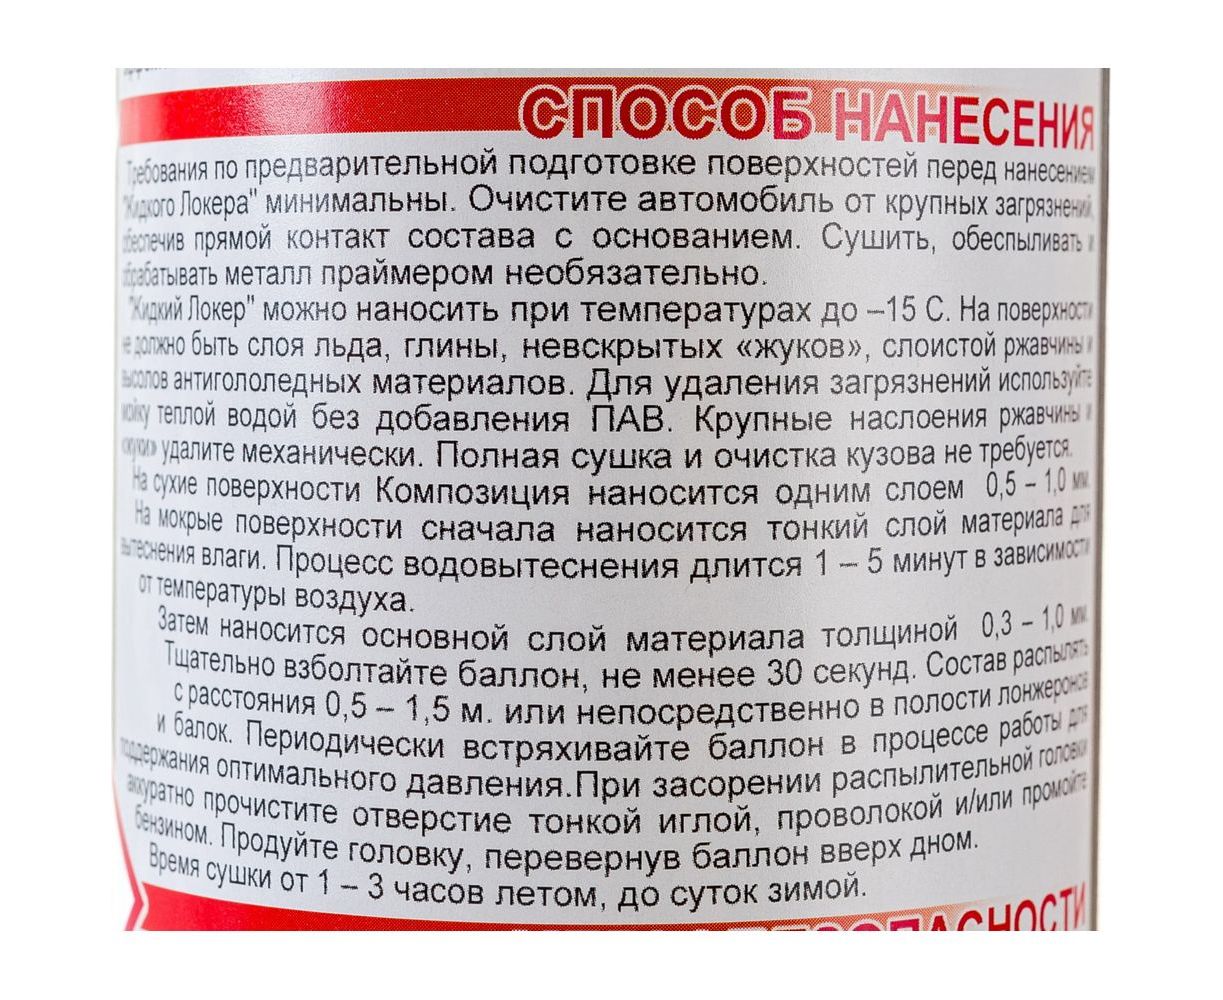 СПОСОБ НАНЕСЕНИЯ
Требования по предварительной подготовке поверхностей перед нанесением
"Жидкого Локера" минимальны. Очистите автомобиль от крупных загрязнений,
обеспечив прямой контакт состава с основанием. Сушить, обеспыливать и
обрабатывать металл праймером необязательно.
"Жидкий Локер" можно наносить при температурах до –15 С. На поверхности
не должно быть слоя льда, глины, невскрытых «жуков», слоистой ржавчины и
высолов антигололедных материалов. Для удаления загрязнений используйте
мойку теплой водой без добавления ПАВ. Крупные наслоения ржавчины и
«жуки» удалите механически. Полная сушка и очистка кузова не требуется.
На сухие поверхности Композиция наносится одним слоем 0,5 – 1,0 мм.
На мокрые поверхности сначала наносится тонкий слой материала для
вытеснения влаги. Процесс водовытеснения длится 1 – 5 минут в зависимости
от температуры воздуха.
Затем наносится основной слой материала толщиной 0,3 – 1,0 мм.
Тщательно взболтайте баллон, не менее 30 секунд. Состав распылять
с расстояния 0,5 – 1,5 м. или непосредственно в полости лонжеронов
и балок. Периодически встряхивайте баллон в процессе работы для
поддержания оптимального давления.При засорении распылительной головки
аккуратно прочистите отверстие тонкой иглой, проволокой и/или промойте
бензином. Продуйте головку, перевернув баллон вверх дном.
Время сушки от 1 – 3 часов летом, до суток зимой.